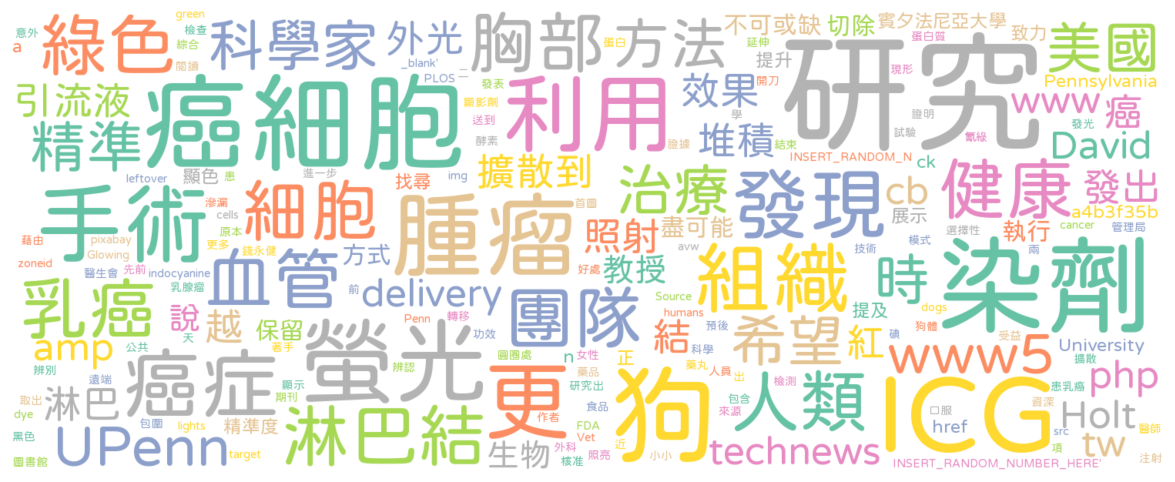 意外 綠色 green 科學家 外光 胸部 方法 不可或缺 切除 賓夕法尼亞大學 致力 美國
a 檢查 綜合 閱讀 _blank' PLOS 一 蛋白 延伸 提升 開刀 蛋白質 現形 Pennsylvania
引流液 癌細胞 發表 顯影劑 利用 效果 研究 www 癌
精準 送到 酵素 學 堆積 證據 證明 試驗 氰綠 結束 發光 David
leftover 顯色 患 進一步 找尋 img 擴散到 治療 INSERT_RANDOM_N ck 健康 發出
手術 滲漏 cells 原本 細胞 腫瘤 首圖 照射 盡可能 發現 cb 展示 選擇性 執行 a4b3f35b cancer 管理局
藉由 pixabay 更多 Glowing 錢永健 方式 avw 技術 模式 兩
zoneid 醫生會 先前 indocyanine 乳腺瘤 血管 前 delivery 團隊 好處 教授 組織 時 染劑
乳癌 說 天 越 保留 Penn 轉移 功效 Source humans 結 預後 希望 提及 dogs 狗體 紅 碘 受益 University
amp 辨別 公共 著手 螢光 圓圈處 n 女性 正 科學 www5 擴散
遠端 顯示 期刊 辨認 更 藥品 研究出 藥丸 人員 出 檢測 人類 患乳癌 php
取出 淋巴 癌症 包圍 淋巴結 作者 食品 狗 包含 來源 ICG 口服 資深 Holt
dye lights 精準度 FDA Vet href src tw 醫師
黑色 UPenn target 生物 外科 近 technews 項 注射
圖書館 核准 照亮 小小 INSERT_RANDOM_NUMBER_HERE'